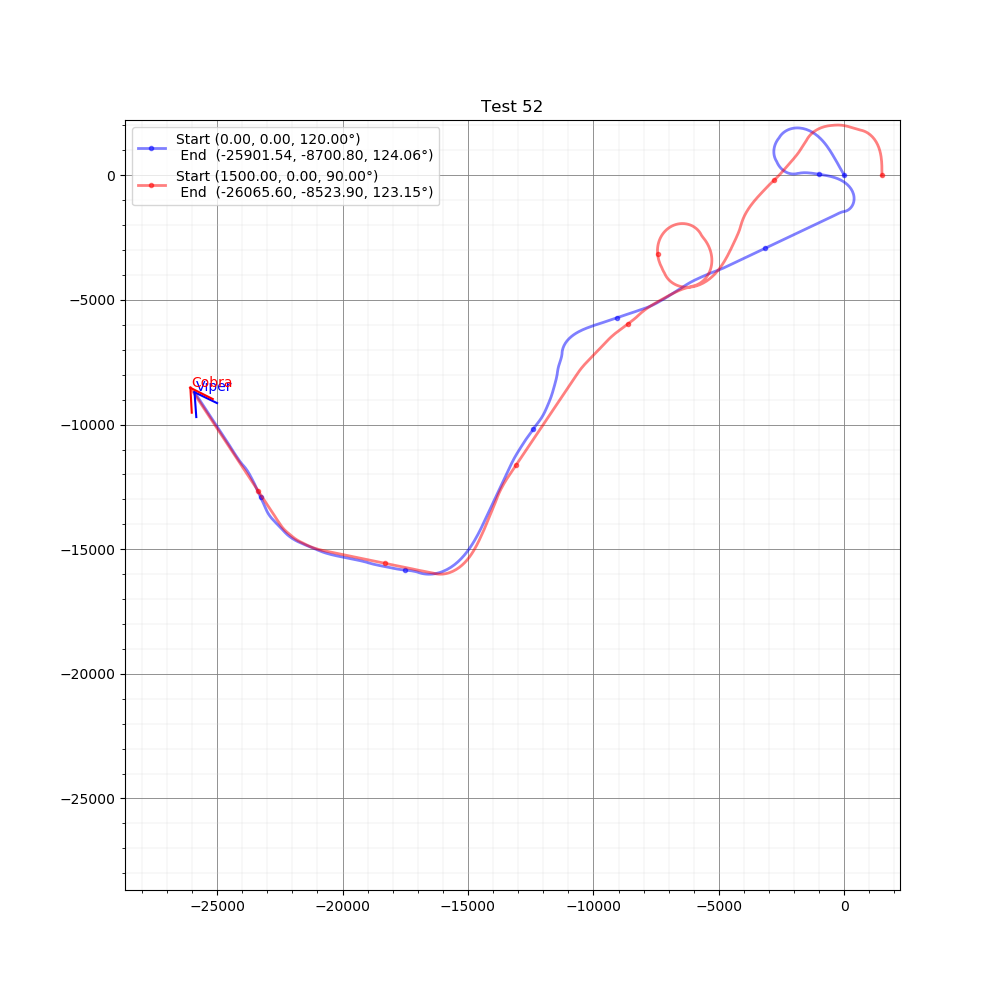 Test 52
Start (0.00, 0.00, 120.00°)
End  (-25901.54, -8700.80, 124.06°)
Start (1500.00, 0.00, 90.00°)
End  (-26065.60, -8523.90, 123.15°)
0
−5000
−10000
−15000
−20000
−25000
Cobra
Viper
−25000
−20000
−15000
−10000
−5000
0